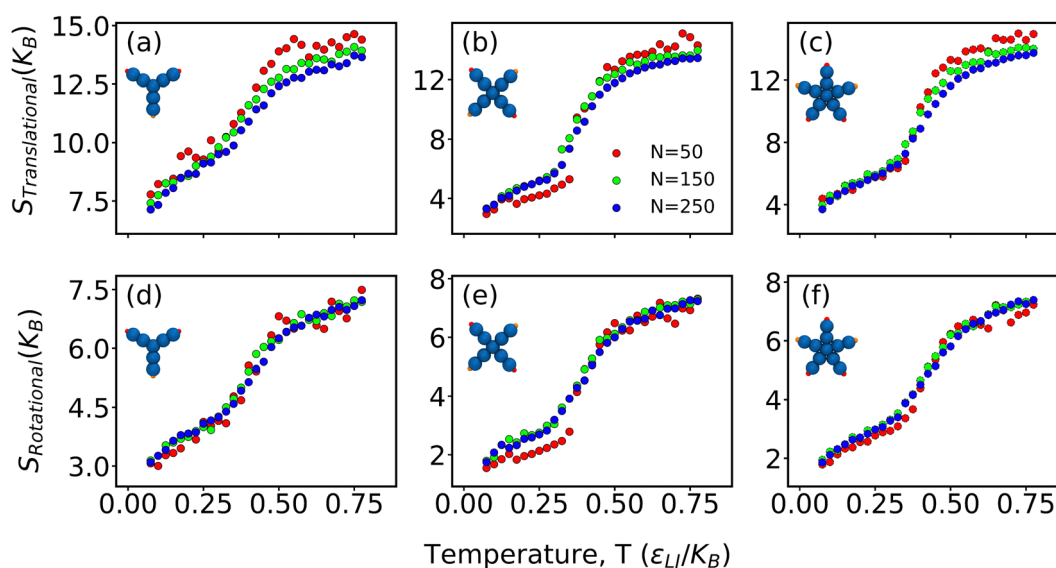 S_Translational(K_B)
15.0
12.5
10.0
7.5
(a)
12
8
4
(b)
N=50
N=150
N=250
12
8
4
(c)
S_Rotational(K_B)
7.5
6.0
4.5
3.0
(d)
8
6
4
2
(e)
8
6
4
2
(f)
0.00 0.25 0.50 0.75
0.00 0.25 0.50 0.75
0.00 0.25 0.50 0.75
Temperature, T (ε_LJ/K_B)